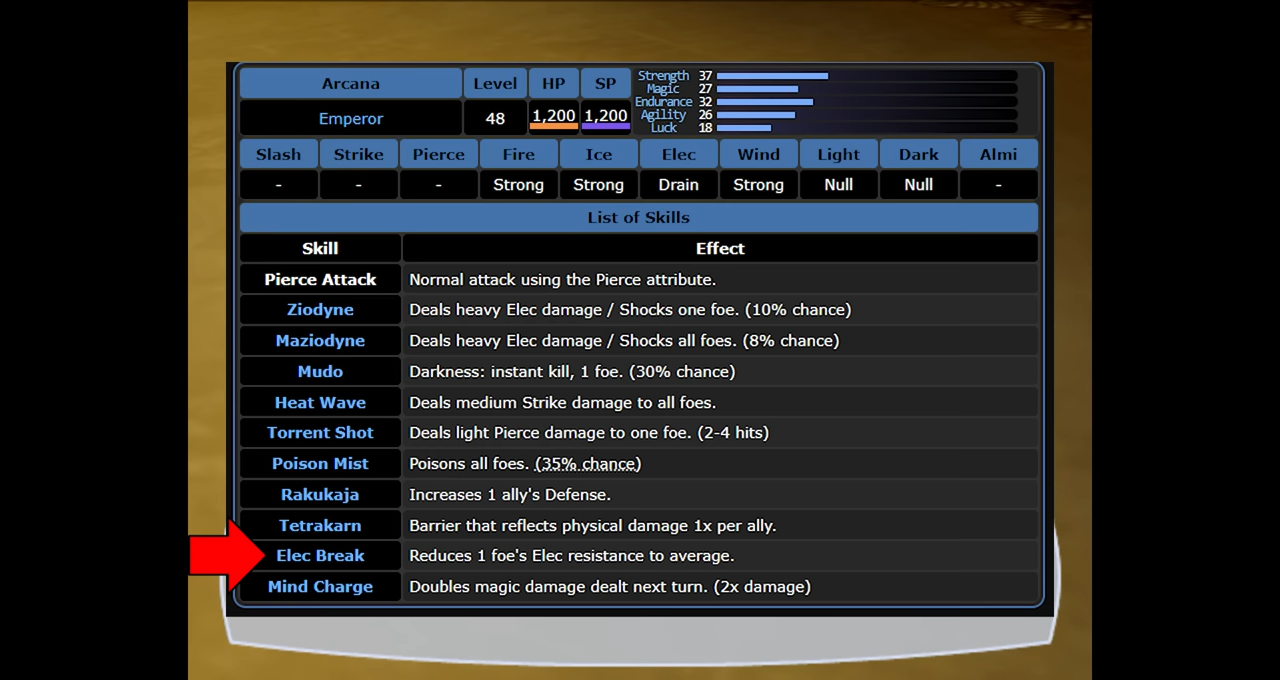 Arcana Level HP SP
Emperor 48 1,200 1,200
Strength 37
Magic 27
Endurance 32
Agility 26
Luck 18
Slash Strike Pierce Fire Ice Elec Wind Light Dark Almi
- - - Strong Strong Drain Strong Null Null -
List of Skills
Skill Effect
Pierce Attack Normal attack using the Pierce attribute.
Ziodyne Deals heavy Elec damage / Shocks one foe. (10% chance)
Maziodyne Deals heavy Elec damage / Shocks all foes. (8% chance)
Mudo Darkness: instant kill, 1 foe. (30% chance)
Heat Wave Deals medium Strike damage to all foes.
Torrent Shot Deals light Pierce damage to one foe. (2-4 hits)
Poison Mist Poisons all foes. (35% chance)
Rakukaja Increases 1 ally's Defense.
Tetrakarn Barrier that reflects physical damage 1x per ally.
Elec Break Reduces 1 foe's Elec resistance to average.
Mind Charge Doubles magic damage dealt next turn. (2x damage)